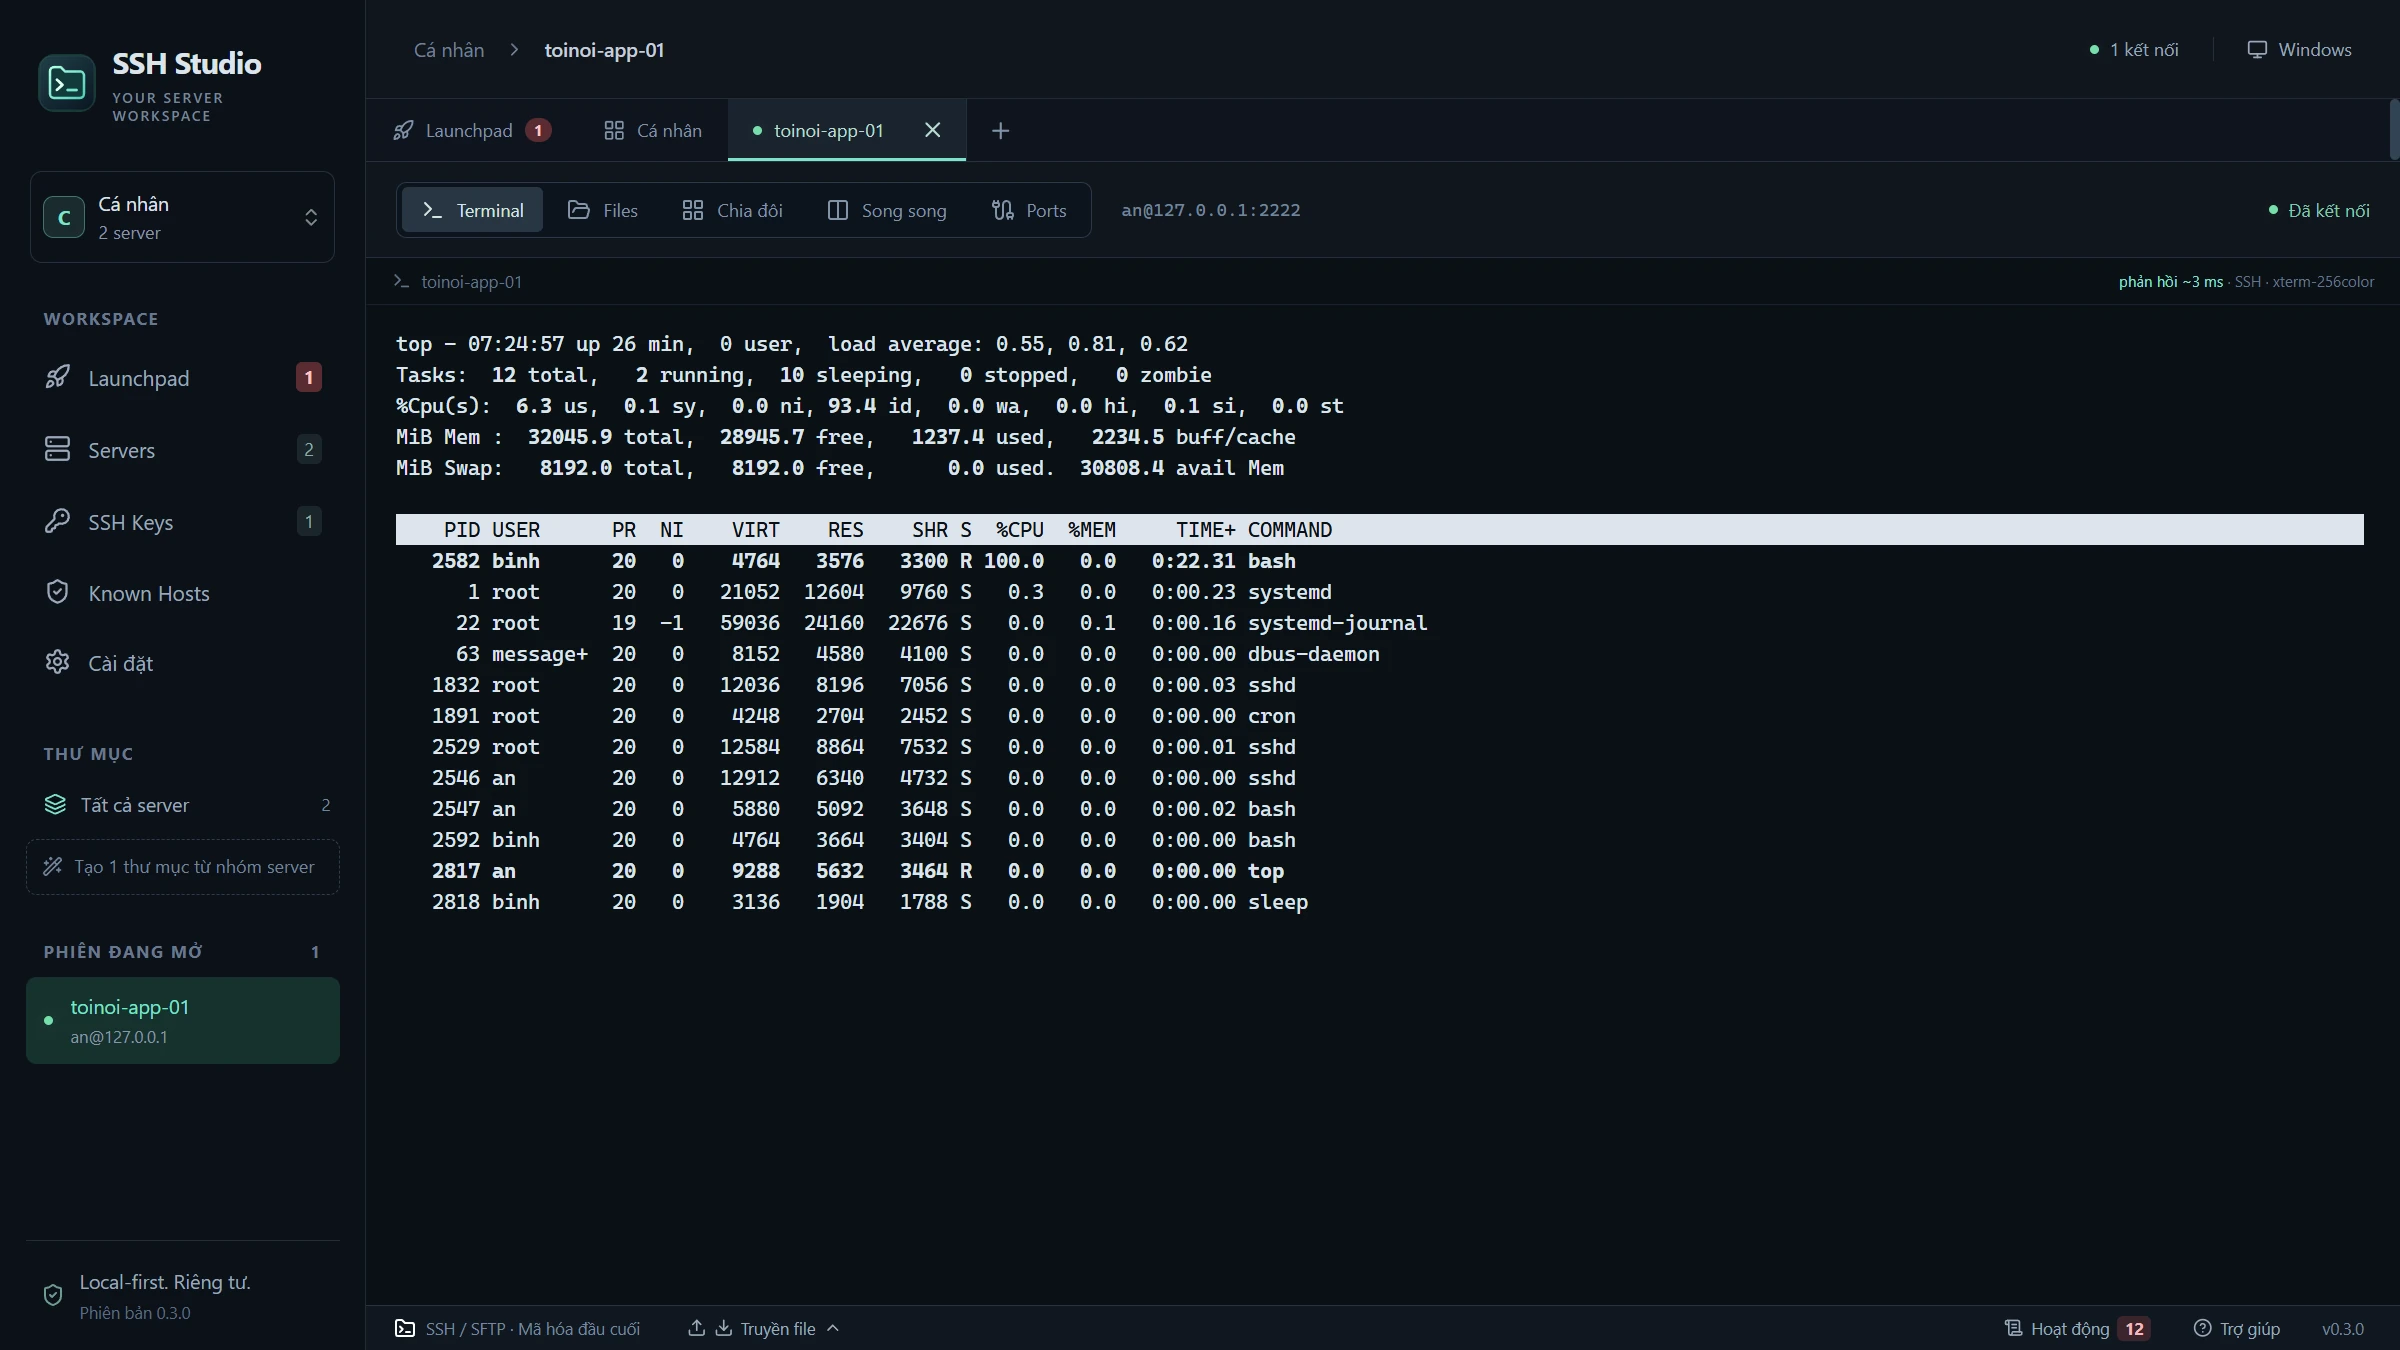 SSH Studio
YOUR SERVER
WORKSPACE
C
Cá nhân
2 server
WORKSPACE
Launchpad 1
Servers 2
SSH Keys 1
Known Hosts
Cài đặt
THƯ MỤC
Tất cả server 2
Tạo 1 thư mục từ nhóm server
PHIÊN ĐANG MỞ 1
toinoi-app-01
an@127.0.0.1
Local-first. Riêng tư.
Phiên bản 0.3.0
Cá nhân > toinoi-app-01
1 kết nối
Windows
Launchpad 1
Cá nhân
toinoi-app-01
Terminal
Files
Chia đôi
Song song
Ports
an@127.0.0.1:2222
Đã kết nối
toinoi-app-01
phản hồi ~3 ms · SSH · xterm-256color
top - 07:24:57 up 26 min,  0 user,  load average: 0.55, 0.81, 0.62
Tasks:  12 total,   2 running,  10 sleeping,   0 stopped,   0 zombie
%Cpu(s):  6.3 us,  0.1 sy,  0.0 ni, 93.4 id,  0.0 wa,  0.0 hi,  0.1 si,  0.0 st
MiB Mem :  32045.9 total,  28945.7 free,   1237.4 used,   2234.5 buff/cache
MiB Swap:   8192.0 total,   8192.0 free,      0.0 used.  30808.4 avail Mem
PID USER PR NI VIRT RES SHR S %CPU %MEM TIME+ COMMAND
2582 binh 20 0 4764 3576 3300 R 100.0 0.0 0:22.31 bash
1 root 20 0 21052 12604 9760 S 0.3 0.0 0:00.23 systemd
22 root 19 -1 59036 24160 22676 S 0.0 0.1 0:00.16 systemd-journal
63 message+ 20 0 8152 4580 4100 S 0.0 0.0 0:00.00 dbus-daemon
1832 root 20 0 12036 8196 7056 S 0.0 0.0 0:00.03 sshd
1891 root 20 0 4248 2704 2452 S 0.0 0.0 0:00.00 cron
2529 root 20 0 12584 8864 7532 S 0.0 0.0 0:00.01 sshd
2546 an 20 0 12912 6340 4732 S 0.0 0.0 0:00.00 sshd
2547 an 20 0 5880 5092 3648 S 0.0 0.0 0:00.02 bash
2592 binh 20 0 4764 3664 3404 S 0.0 0.0 0:00.00 bash
2817 an 20 0 9288 5632 3464 R 0.0 0.0 0:00.00 top
2818 binh 20 0 3136 1904 1788 S 0.0 0.0 0:00.00 sleep
SSH / SFTP · Mã hóa đầu cuối
Truyền file
Hoạt động 12
Trợ giúp
v0.3.0